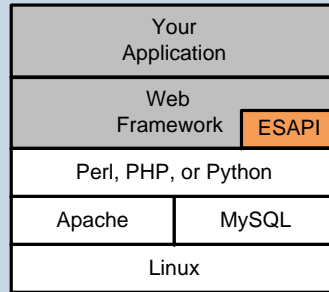 Your
Application
Web
Framework
ESAPI
Perl, PHP, or Python
Apache
MySQL
Linux